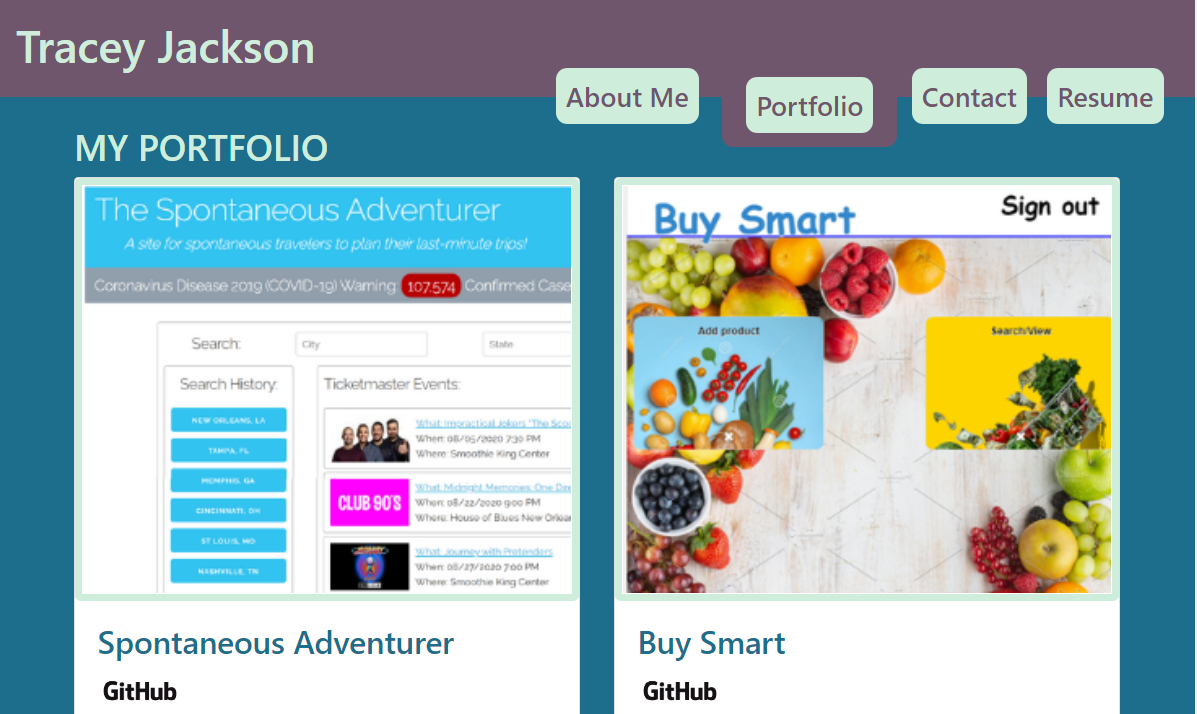 Tracey Jackson
About Me
Portfolio
Contact
Resume
MY PORTFOLIO
The Spontaneous Adventurer
A site for spontaneous travelers to plan their last-minute trips!
Coronavirus Disease 2019 (COVID-19) Warning: 107,574 Confirmed Case
Search:
City
State
Search History:
NEW ORLEANS, LA
TAMPA, FL
MEMPHIS, GA
CINCINNATI, OH
ST LOUIS, MO
NASHVILLE, TN
Ticketmaster Events:
What: Impractical Jokers "The Scoo
When: 08/05/2020 7:30 PM
Where: Smoothie King Center
CLUB 90'S
What: Midnight Memories: One Dire
When: 08/22/2020 9:00 PM
Where: House of Blues New Orlean
What: Journey with Pretenders
When: 08/27/2020 7:00 PM
Where: Smoothie King Center
Buy Smart
Sign out
Add product
Search/View
Spontaneous Adventurer
GitHub
Buy Smart
GitHub